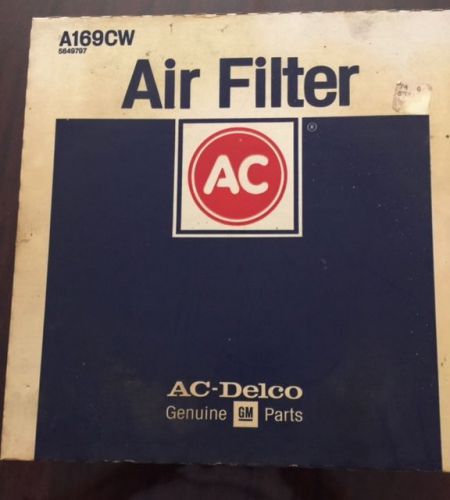 A169CW
5649797
Air Filter
AC
®
AC-Delco
Genuine GM Parts